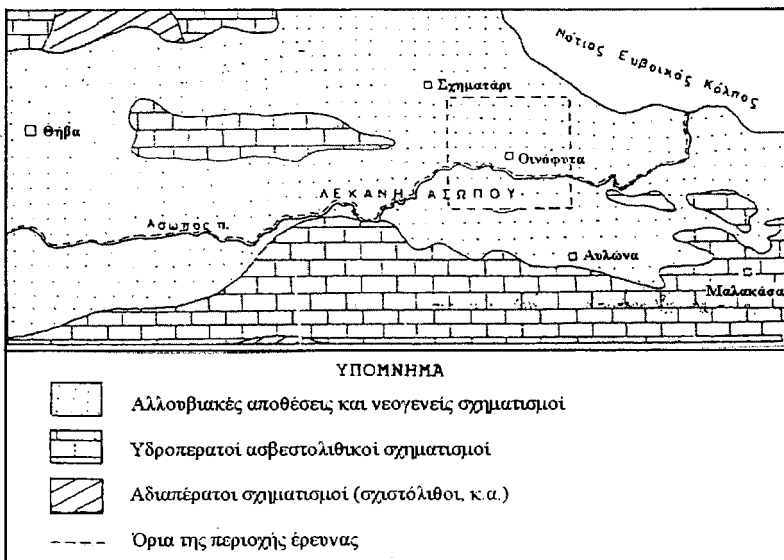 Νότιος Ευβοικός Κόλπος
Σχηματάρι
Θήβα
Οινόφυτα
ΛΕΚΑΝΗ ΑΣΩΠΟΥ
Ασωπός π.
Αυλώνα
Μαλακάσα
ΥΠΟΜΝΗΜΑ
Αλλουβιακές αποθέσεις και νεογενείς σχηματισμοί
Υδροπερατοί ασβεστολιθικοί σχηματισμοί
Αδιαπέρατοι σχηματισμοί (σχιστόλιθοι, κ.α.)
Όρια της περιοχής έρευνας